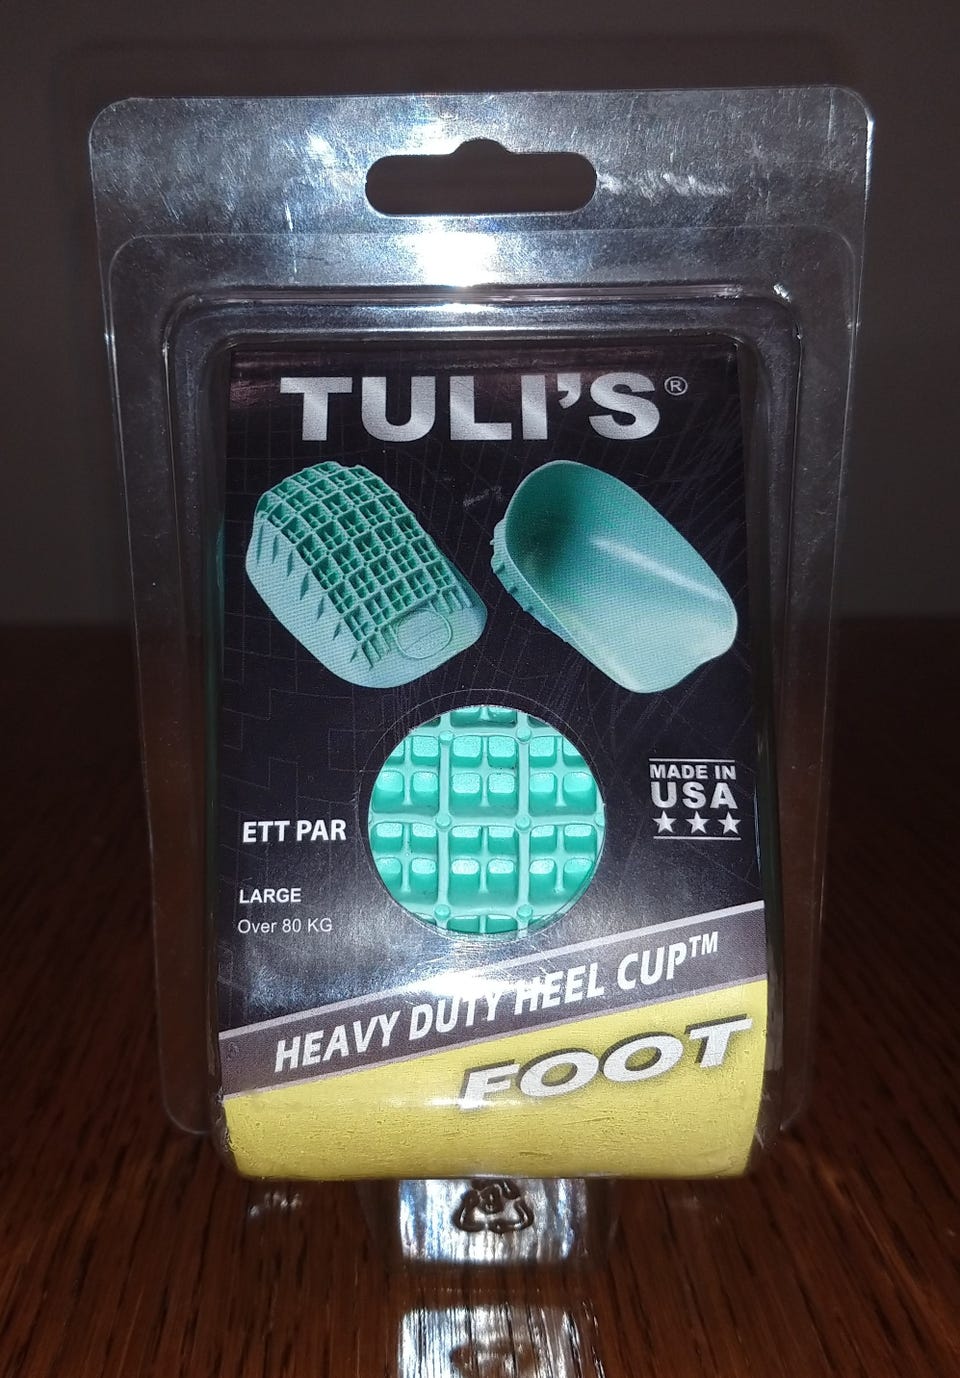 TULI'S®
MADE IN
USA
ETT PAR
LARGE
Over 80 KG
HEAVY DUTY HEEL CUP™
FOOT